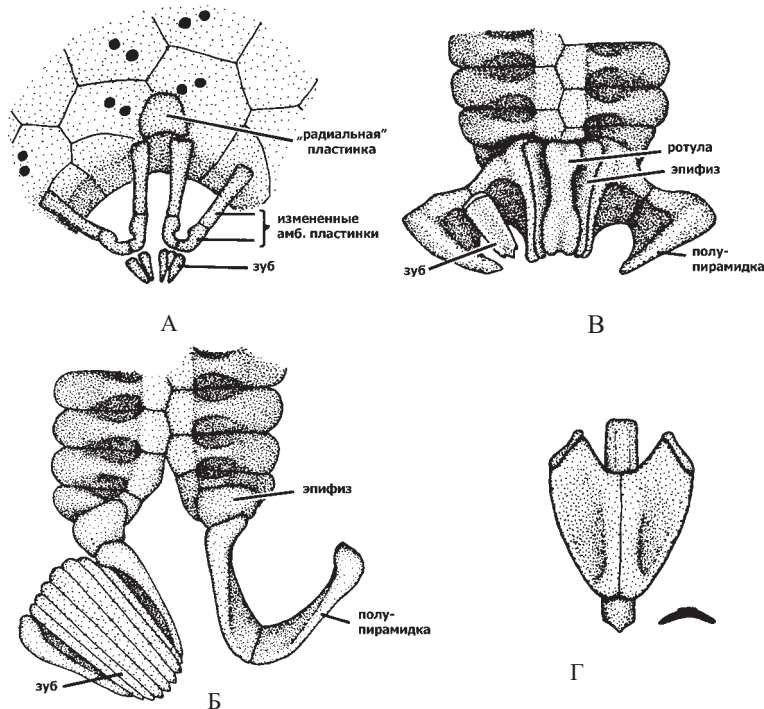 „радиальная”
пластинка
измененные
амб. пластинки
зуб
А
ротула
эпифиз
зуб
полу-
пирамидка
В
эпифиз
полу-
пирамидка
зуб
Б
Г